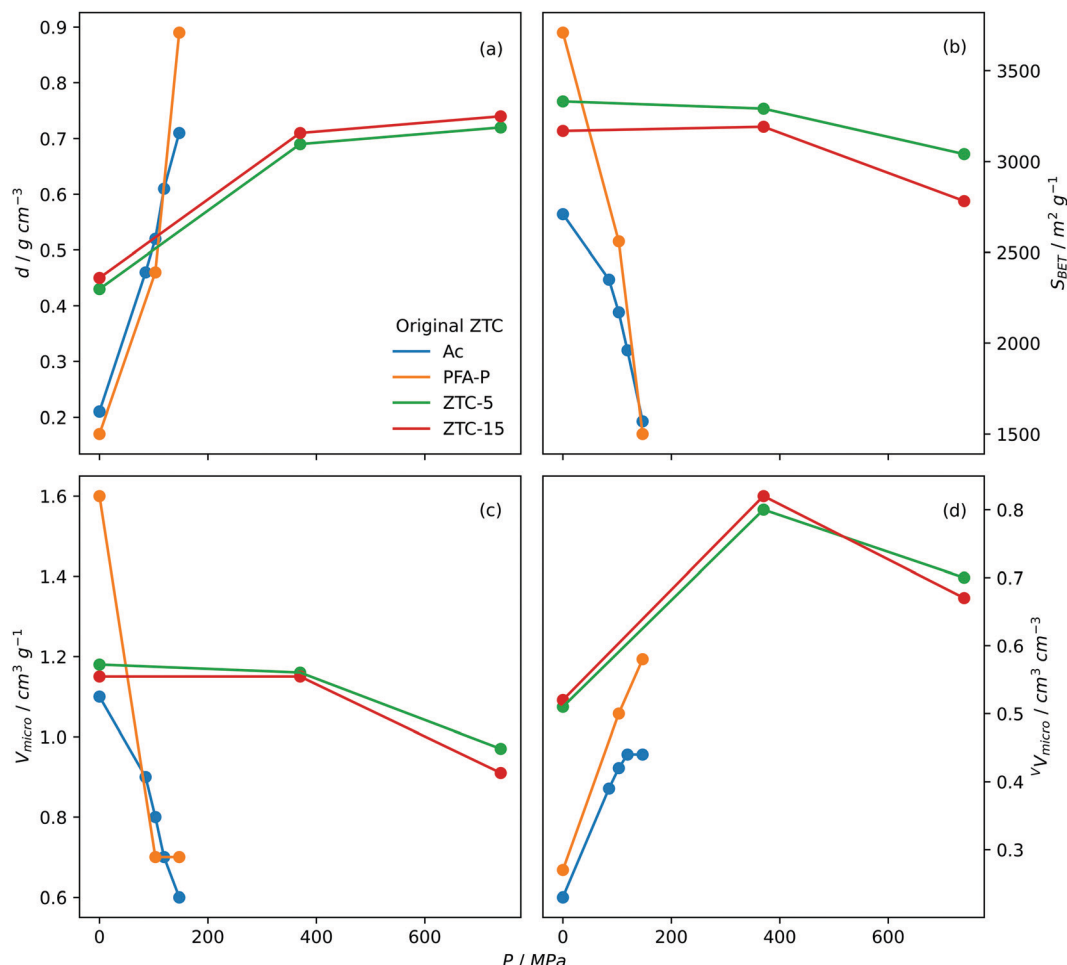 0.9
0.8
0.7
0.6
0.5
0.4
0.3
0.2
d / g cm⁻³
(a)
Original ZTC
Ac
PFA-P
ZTC-5
ZTC-15
(b)
3500
3000
2500
2000
1500
S_BET / m² g⁻¹
1.6
1.4
1.2
1.0
0.8
0.6
V_micro / cm³ g⁻¹
(c)
0 200 400 600
(d)
0.8
0.7
0.6
0.5
0.4
0.3
ᵛV_micro / cm³ cm⁻³
0 200 400 600
P / MPa